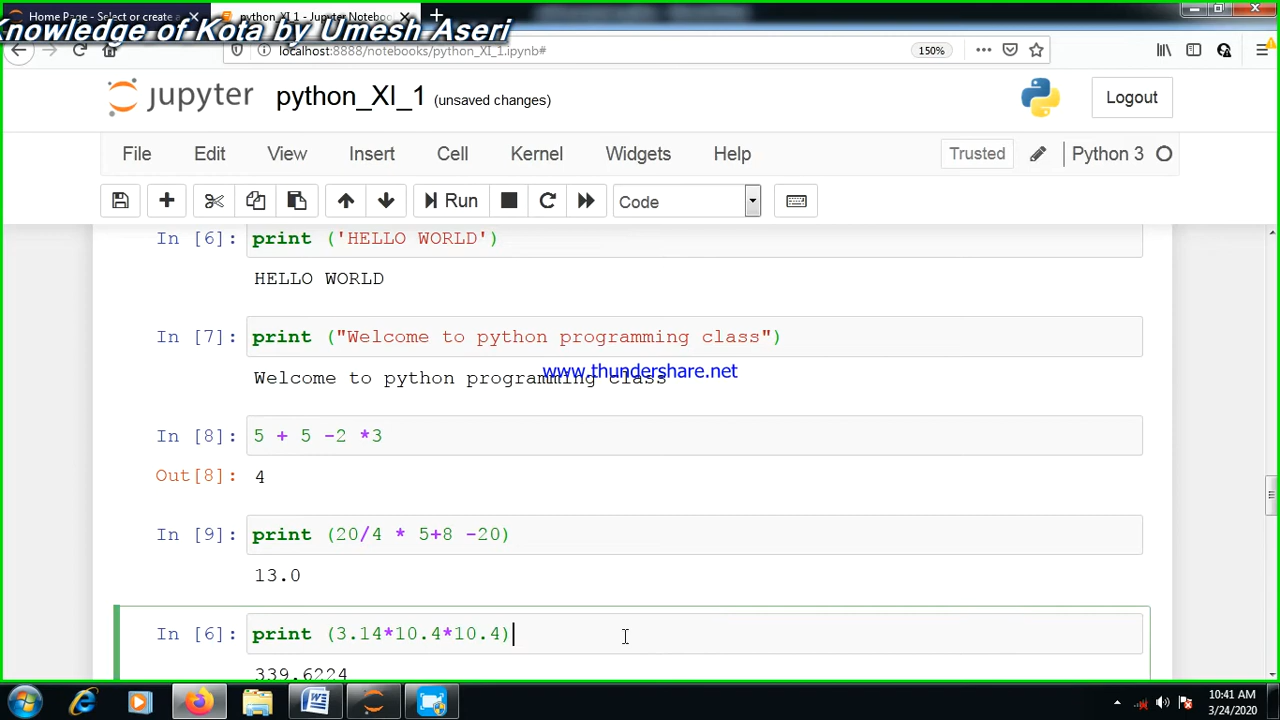 Home Page - Select or create a
python_XI_1 - Jupyter Notebook
Knowledge of Kota by Umesh Aseri
localhost:8888/notebooks/python_XI_1.ipynb#
150%
jupyter python_XI_1 (unsaved changes)
Logout
File Edit View Insert Cell Kernel Widgets Help
Trusted
Python 3
Run
Code
In [6]: print ('HELLO WORLD')
HELLO WORLD
In [7]: print ("Welcome to python programming class")
www.thundershare.net
Welcome to python programming class
In [8]: 5 + 5 -2 *3
Out[8]: 4
In [9]: print (20/4 * 5+8 -20)
13.0
In [6]: print (3.14*10.4*10.4)
339.6224
10:41 AM
3/24/2020